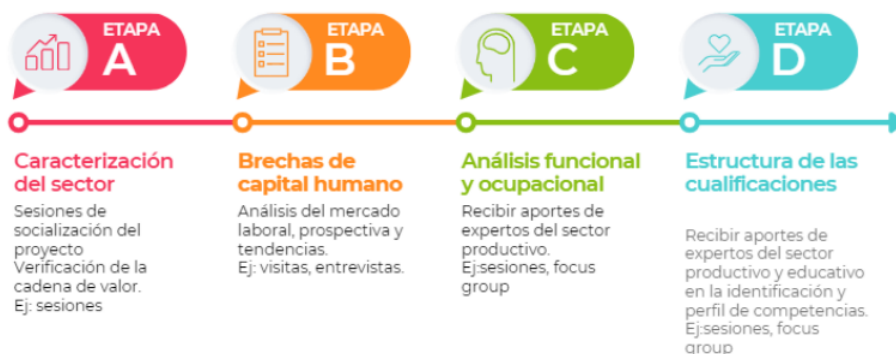 ETAPA
A
ETAPA
B
ETAPA
C
ETAPA
D
Caracterización
del sector
Sesiones de
socialización del
proyecto
Verificación de la
cadena de valor.
Ej: sesiones
Brechas de
capital humano
Análisis del mercado
laboral, prospectiva y
tendencias.
Ej: visitas, entrevistas.
Análisis funcional
y ocupacional
Recibir aportes de
expertos del sector
productivo.
Ej:sesiones, focus
group
Estructura de las
cualificaciones
Recibir aportes de
expertos del sector
productivo y educativo
en la identificación y
perfil de competencias.
Ej:sesiones, focus
group